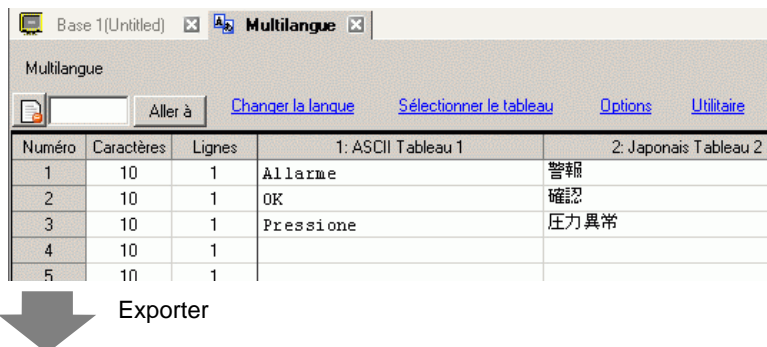 Base 1(Untitled) Multilangue
Multilangue
Aller à Changer la langue Sélectionner le tableau Options Utilitaire
Numéro Caractères Lignes 1: ASCII Tableau 1 2: Japonais Tableau 2
1 10 1 Allarme 警報
2 10 1 OK 確認
3 10 1 Pressione 圧力異常
4 10 1
5 10 1
Exporter